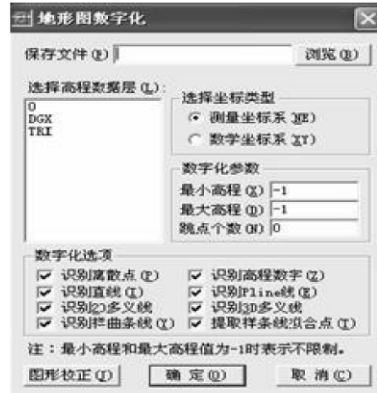 地形图数字化
保存文件(F) 浏览(B)
选择高程数据层(L):
0
DGX
TRI
选择坐标类型
测量坐标系 NE)
数学坐标系 XY)
数字化参数
最小高程(X) -1
最大高程(D) -1
跳点个数(N) 0
数字化选项
识别离散点(P) 识别高程数字(Z)
识别直线(I) 识别Pline线(E)
识别2D多义线 识别3D多义线
识别拦曲条线(Y) 提取样条线拟合点(T)
注：最小高程和最大高程值为-1时表示不限制。
图形校正(J) 确 定(O) 取 消(C)